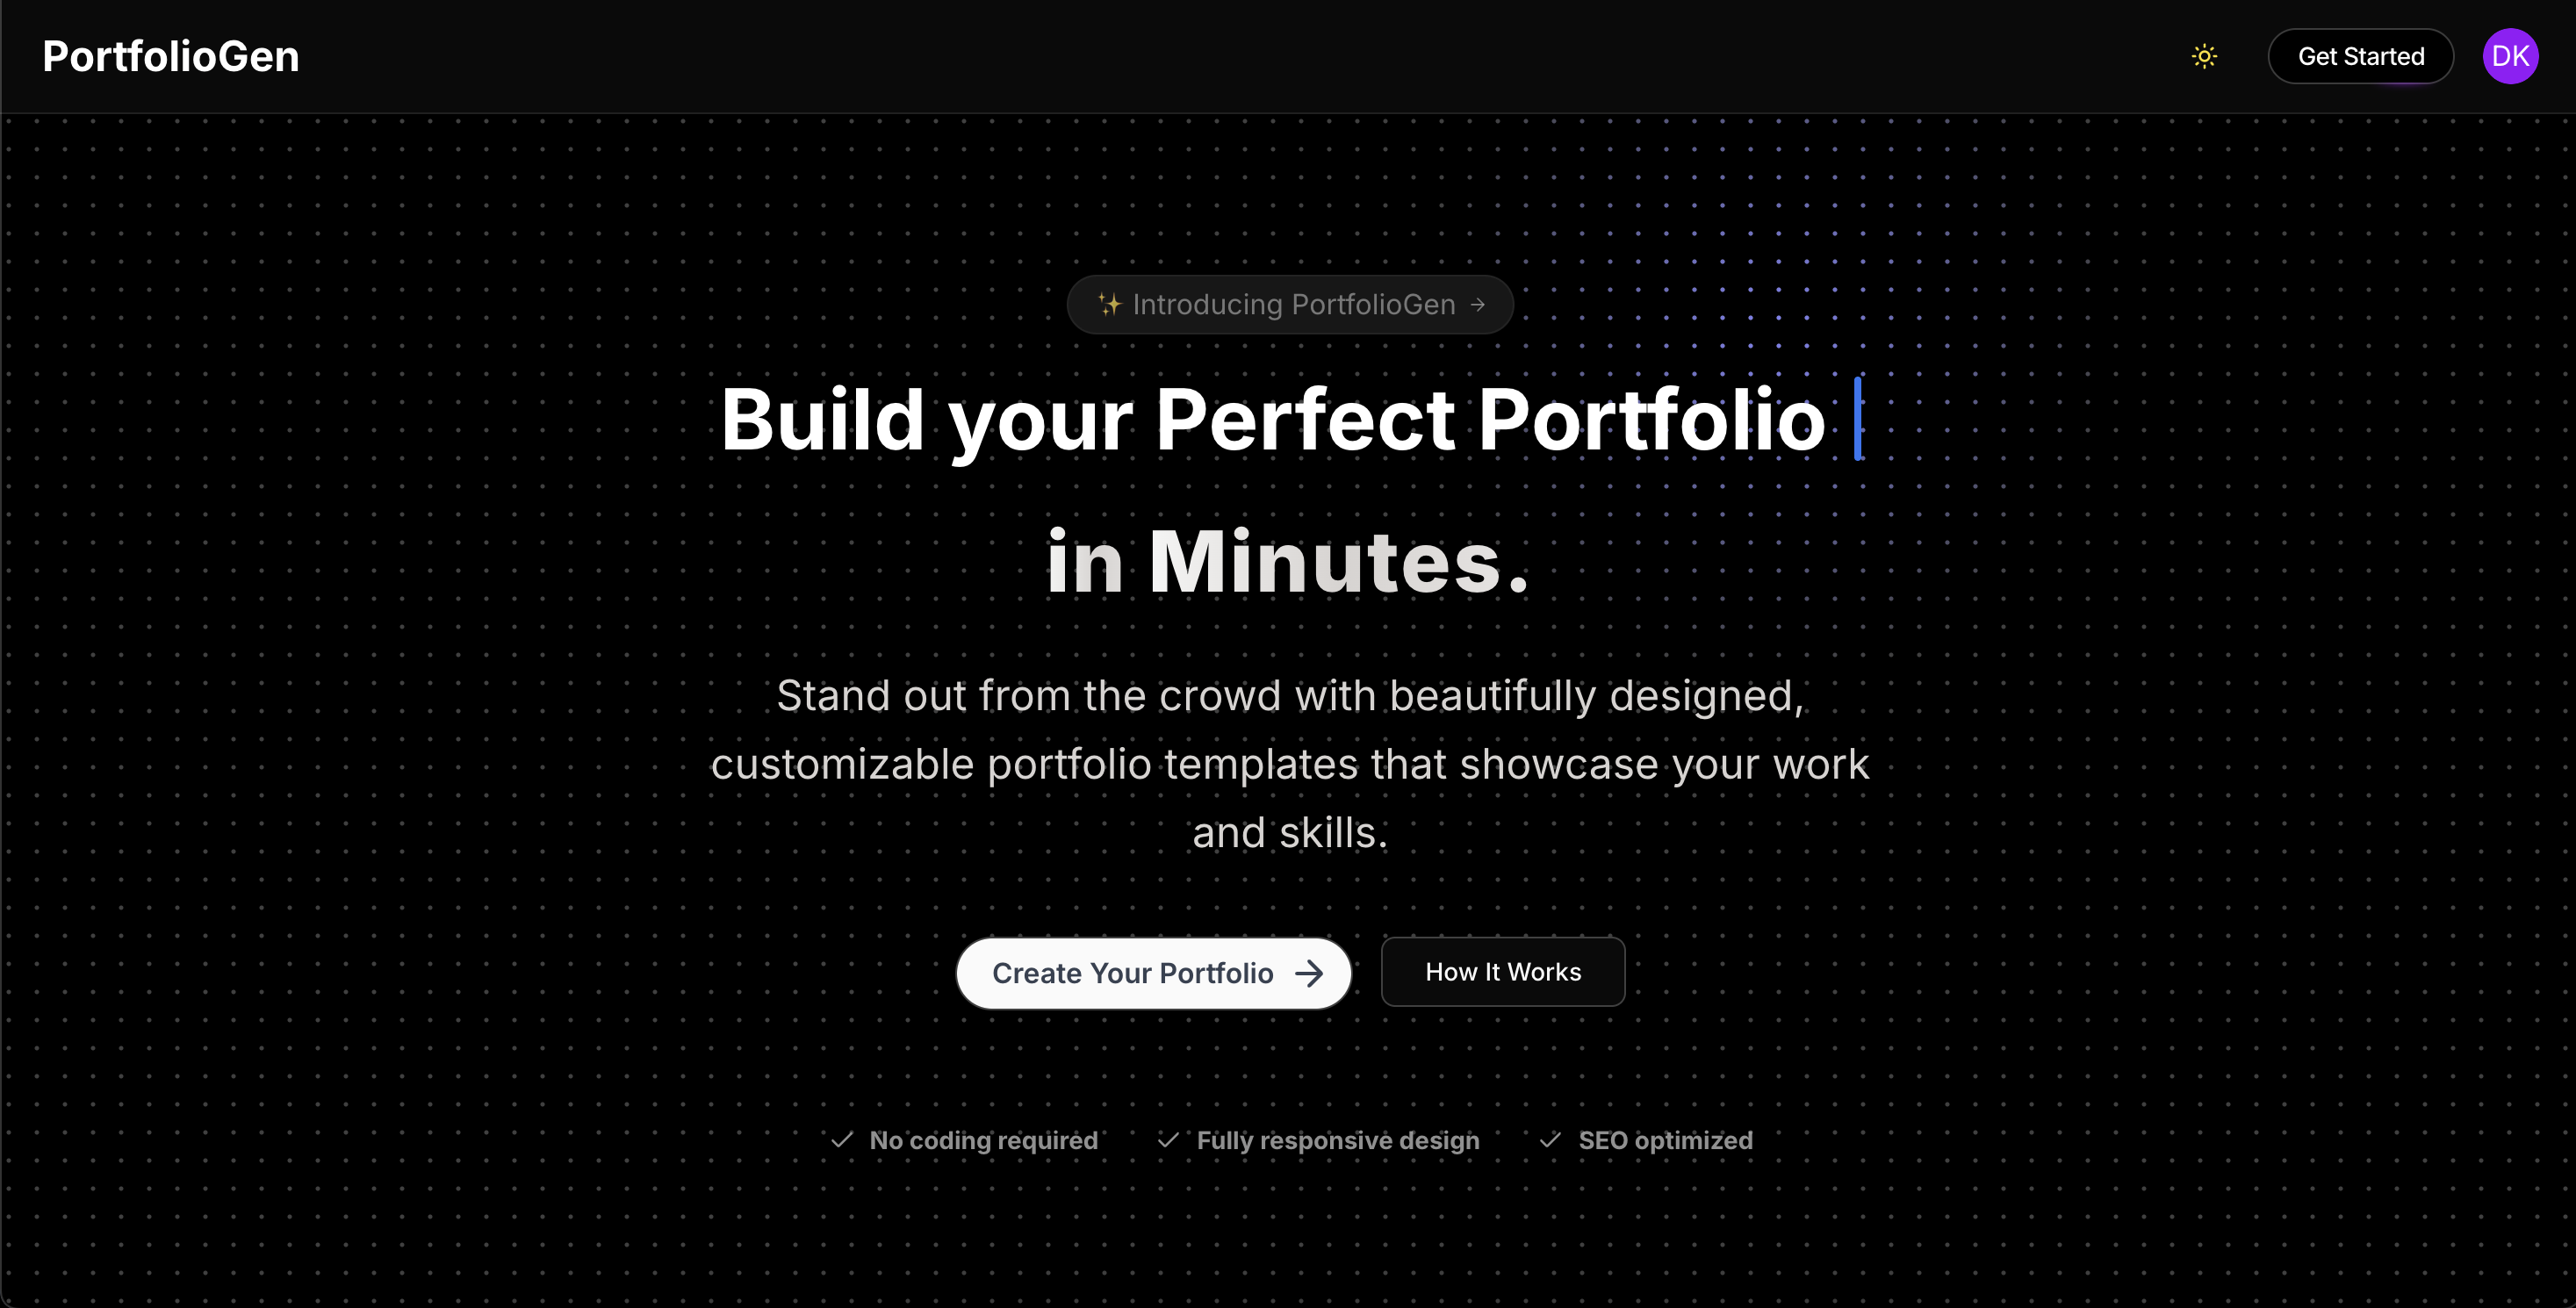 PortfolioGen
Get Started
DK
✨ Introducing PortfolioGen →
Build your Perfect Portfolio
in Minutes.
Stand out from the crowd with beautifully designed,
customizable portfolio templates that showcase your work
and skills.
Create Your Portfolio →
How It Works
✓ No coding required
✓ Fully responsive design
✓ SEO optimized